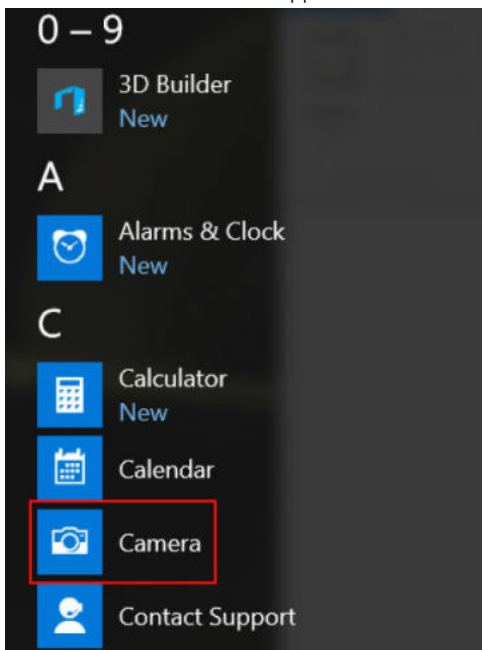 0 – 9
3D Builder
New
A
Alarms & Clock
New
C
Calculator
New
Calendar
Camera
Contact Support